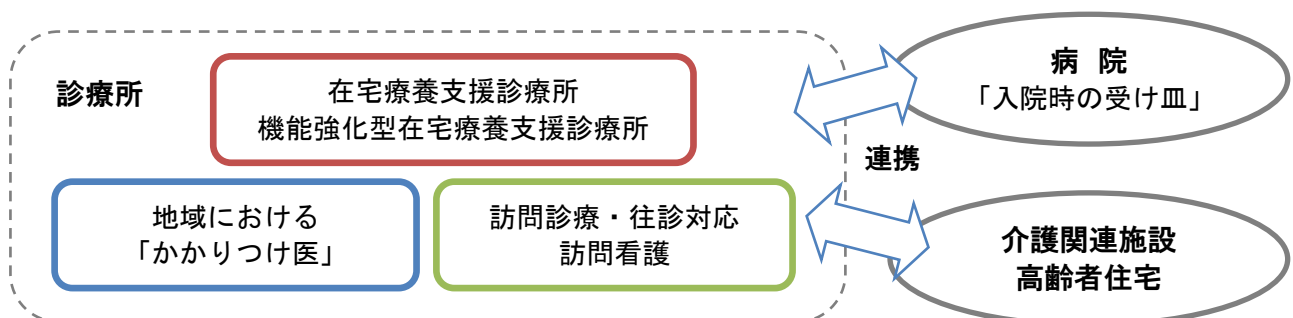 診療所
在宅療養支援診療所
機能強化型在宅療養支援診療所
地域における
「かかりつけ医」
訪問診療・往診対応
訪問看護
連携
病 院
「入院時の受け皿」
介護関連施設
高齢者住宅